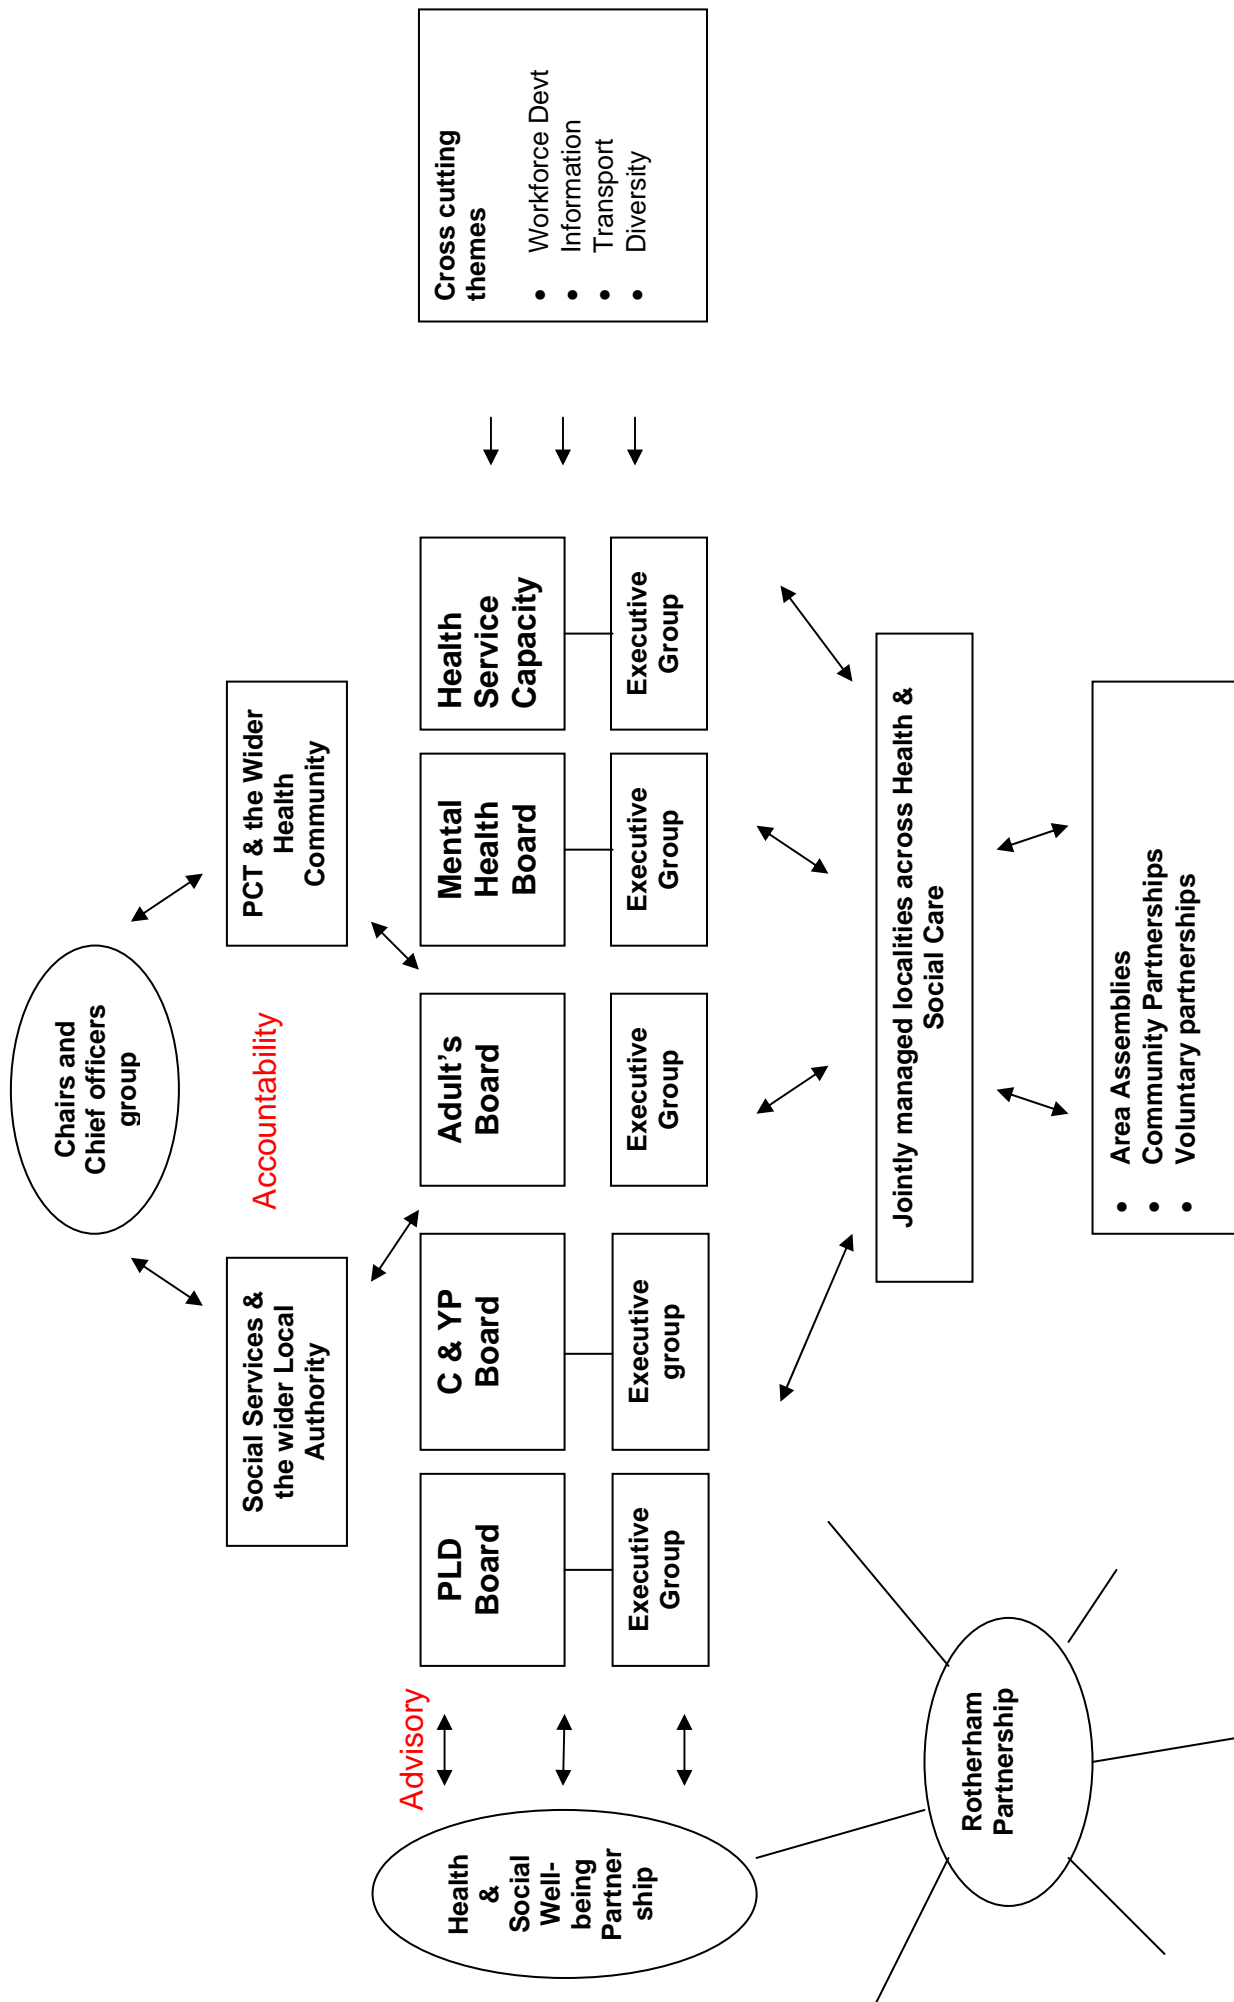 Chairs and
Chief officers
group
Social Services &
the wider Local
Authority
Accountability
PCT & the Wider
Health
Community
Advisory
Health
&
Social
Well-
being
Partner
ship
PLD
Board
C & YP
Board
Adult's
Board
Mental
Health
Board
Health
Service
Capacity
Executive
Group
Executive
group
Executive
Group
Executive
Group
Executive
Group
Cross cutting
themes
• Workforce Devt
• Information
• Transport
• Diversity
Jointly managed localities across Health &
Social Care
Rotherham
Partnership
• Area Assemblies
• Community Partnerships
• Voluntary partnerships